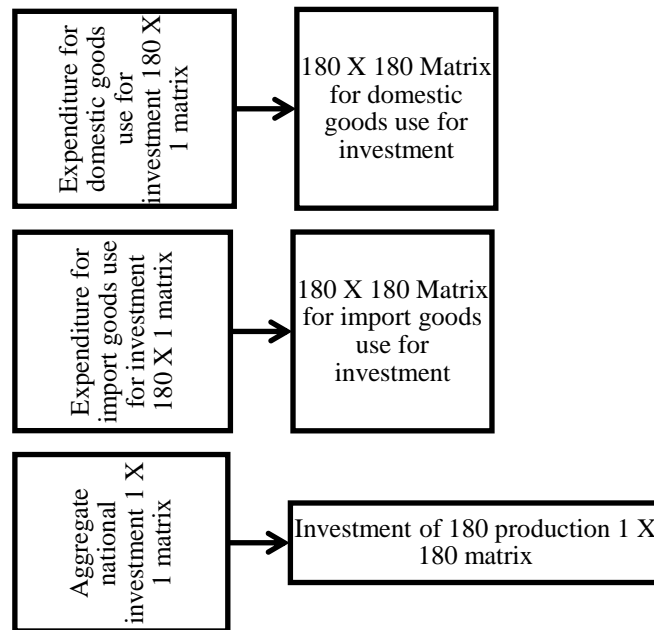 Expenditure for
domestic goods
use for
investment 180 X
1 matrix
180 X 180 Matrix
for domestic
goods use for
investment
Expenditure for
import goods use
for investment
180 X 1 matrix
180 X 180 Matrix
for import goods
use for
investment
Aggregate
national
investment 1 X
1 matrix
Investment of 180 production 1 X
180 matrix